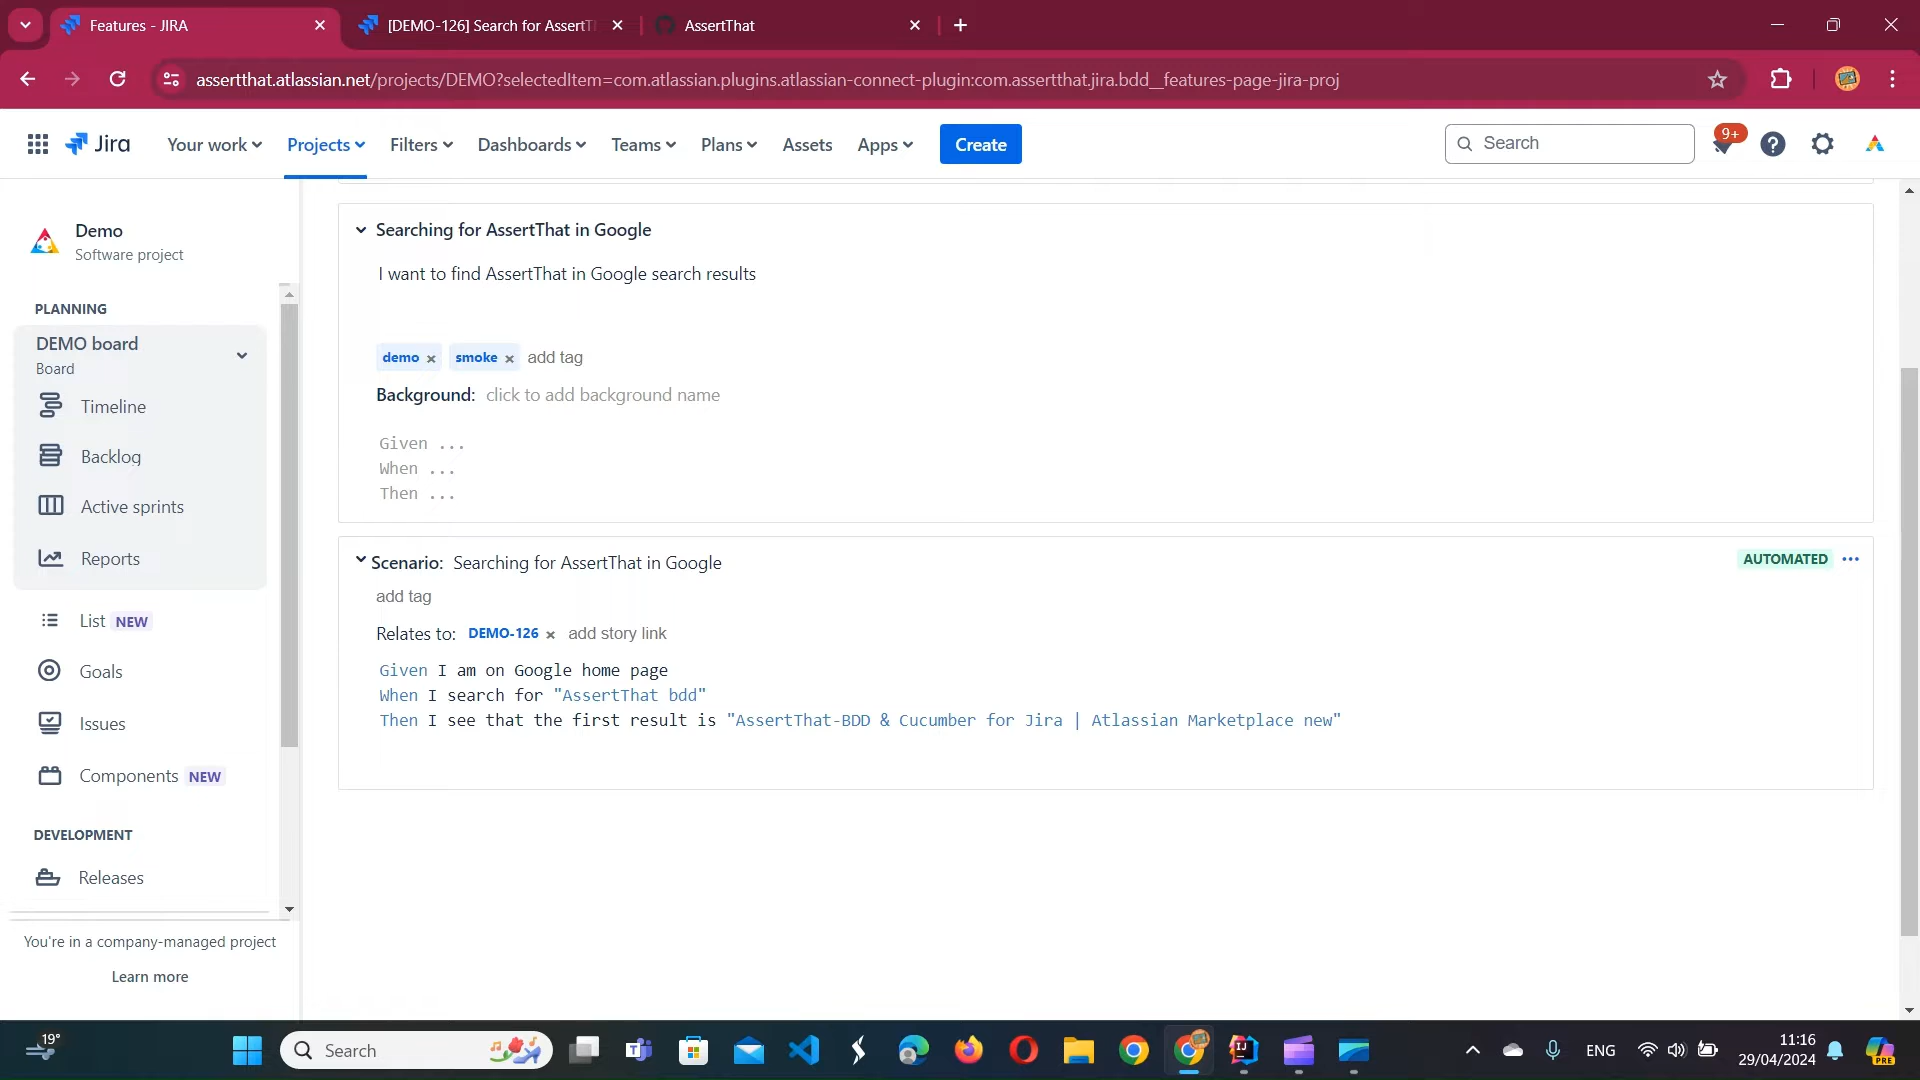 Features - JIRA
[DEMO-126] Search for AssertT
AssertThat
assertthat.atlassian.net/projects/DEMO?selectedItem=com.atlassian.plugins.atlassian-connect-plugin:com.assertthat.jira.bdd__features-page-jira-proj
Jira
Your work
Projects
Filters
Dashboards
Teams
Plans
Assets
Apps
Create
Search
9+
Demo
Software project
PLANNING
DEMO board
Board
Timeline
Backlog
Active sprints
Reports
List NEW
Goals
Issues
Components NEW
DEVELOPMENT
Releases
You're in a company-managed project
Learn more
Searching for AssertThat in Google
I want to find AssertThat in Google search results
demo × smoke × add tag
Background: click to add background name
Given ...
When ...
Then ...
Scenario: Searching for AssertThat in Google
AUTOMATED
add tag
Relates to: DEMO-126 × add story link
Given I am on Google home page
When I search for "AssertThat bdd"
Then I see that the first result is "AssertThat-BDD & Cucumber for Jira | Atlassian Marketplace new"
19°
Search
ENG
11:16
29/04/2024
PRE